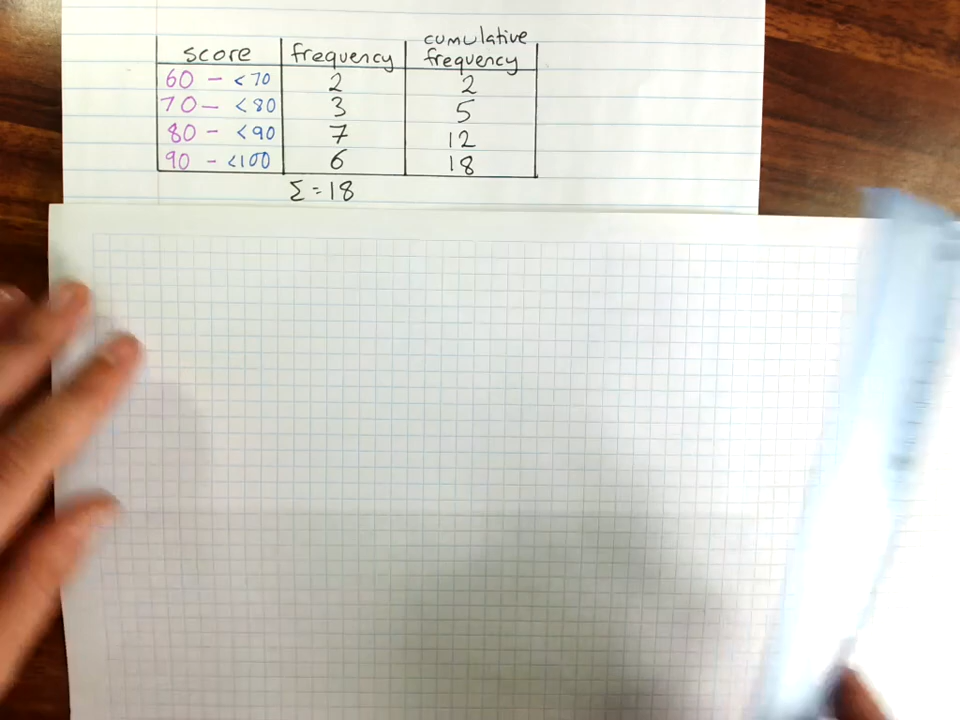 score frequency cumulative frequency
60 - <70 2 2
70 - <80 3 5
80 - <90 7 12
90 - <100 6 18
Σ = 18